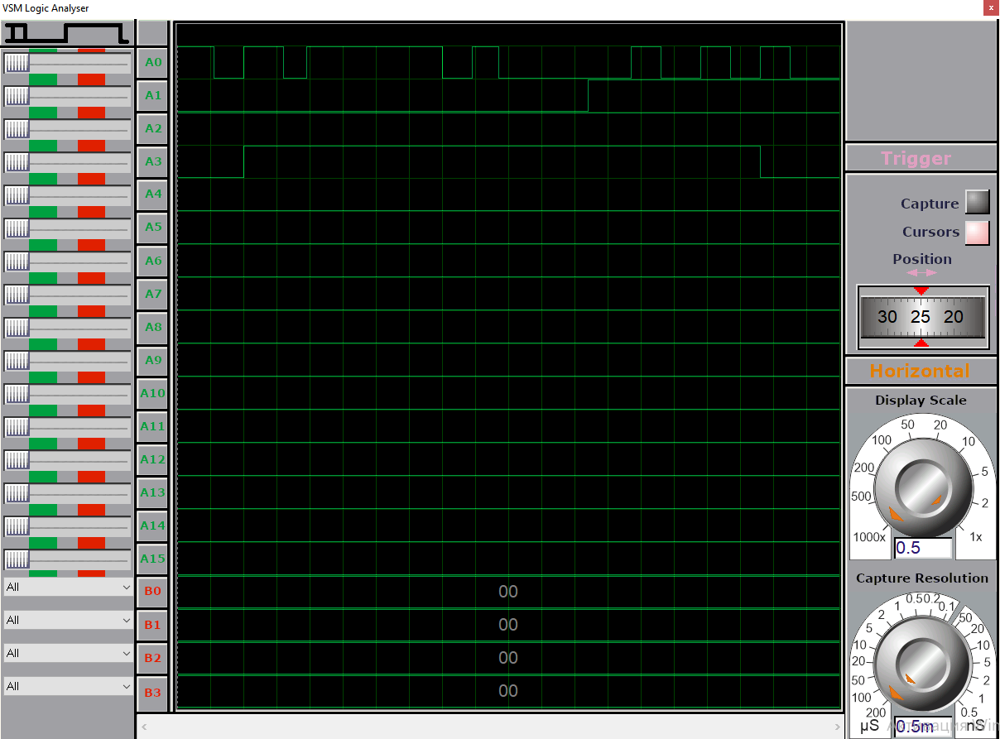 VSM Logic Analyser
x
A0
A1
A2
A3
A4
A5
A6
A7
A8
A9
A10
A11
A12
A13
A14
A15
B0
B1
B2
B3
All
All
All
All
00
00
00
00
Trigger
Capture
Cursors
Position
30 25 20
Horizontal
Display Scale
50 20
100 10
200 5
500 2
1000x 1x
0.5
Capture Resolution
0.5 0.2
1 0.1
2 50
5 20
10 10
20 5
50 2
100 1
200 0.5
µS nS
0.5m
Активация Win